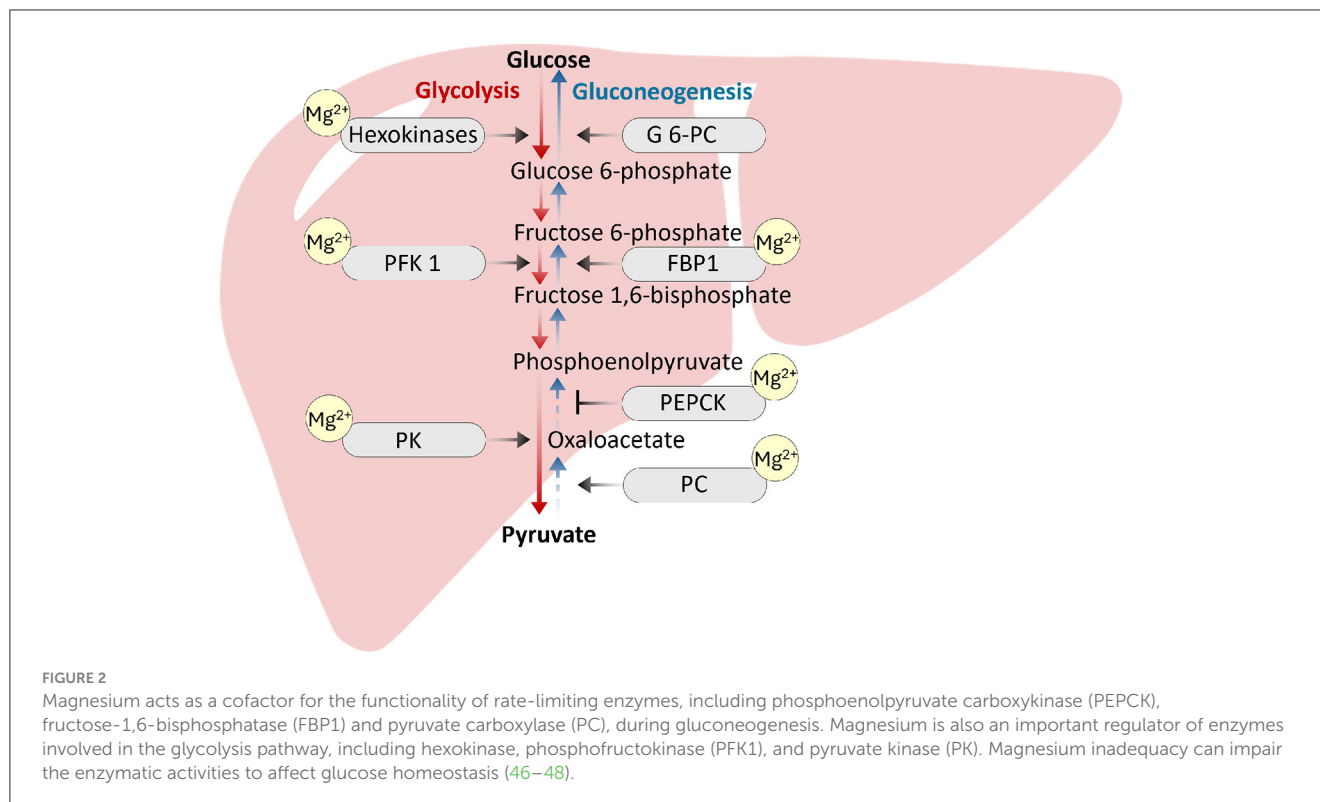 Glucose
Glycolysis Gluconeogenesis
Mg²⁺
Hexokinases G 6-PC
Glucose 6-phosphate
Mg²⁺ Fructose 6-phosphate Mg²⁺
PFK 1 FBP1
Fructose 1,6-bisphosphate
Phosphoenolpyruvate Mg²⁺
PEPCK
Mg²⁺
PK Oxaloacetate
Mg²⁺
PC
Pyruvate
FIGURE 2
Magnesium acts as a cofactor for the functionality of rate-limiting enzymes, including phosphoenolpyruvate carboxykinase (PEPCK),
fructose-1,6-bisphosphatase (FBP1) and pyruvate carboxylase (PC), during gluconeogenesis. Magnesium is also an important regulator of enzymes
involved in the glycolysis pathway, including hexokinase, phosphofructokinase (PFK1), and pyruvate kinase (PK). Magnesium inadequacy can impair
the enzymatic activities to affect glucose homeostasis (46–48).